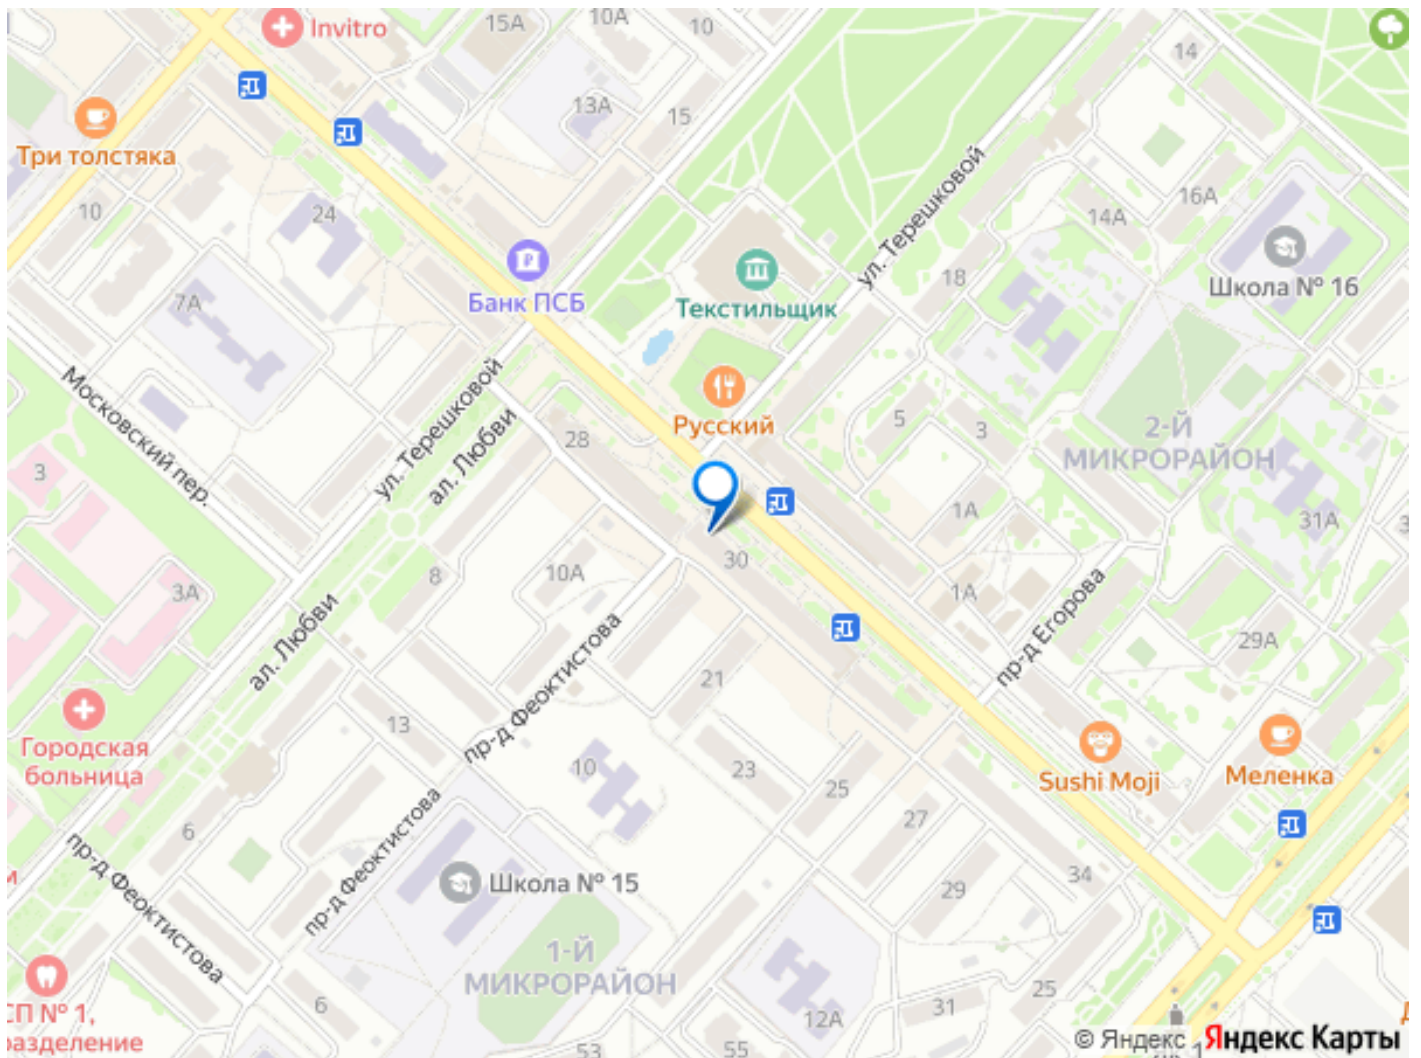 Invitro
15А
10А
10
14
13А
15
Три толстяка
10
24
16А
14А
ул. Терешковой
Школа № 16
Банк ПСБ
Текстильщик
18
7А
Московский пер.
ул. Терешковой
ал. Любви
Русский
28
5
3
2-Й
МИКРОРАЙОН
3
1А
31А
30
10А
8
3А
1А
ал. Любви
пр-д Феоктистова
пр-д Егорова
29А
21
Городская
больница
13
10
23
25
Sushi Moji
Меленка
27
6
пр-д Феоктистова
пр-д Феоктистова
Школа № 15
29
34
1-Й
МИКРОРАЙОН
6
12А
31
25
СП № 1,
53
55
© Яндекс Яндекс Карты